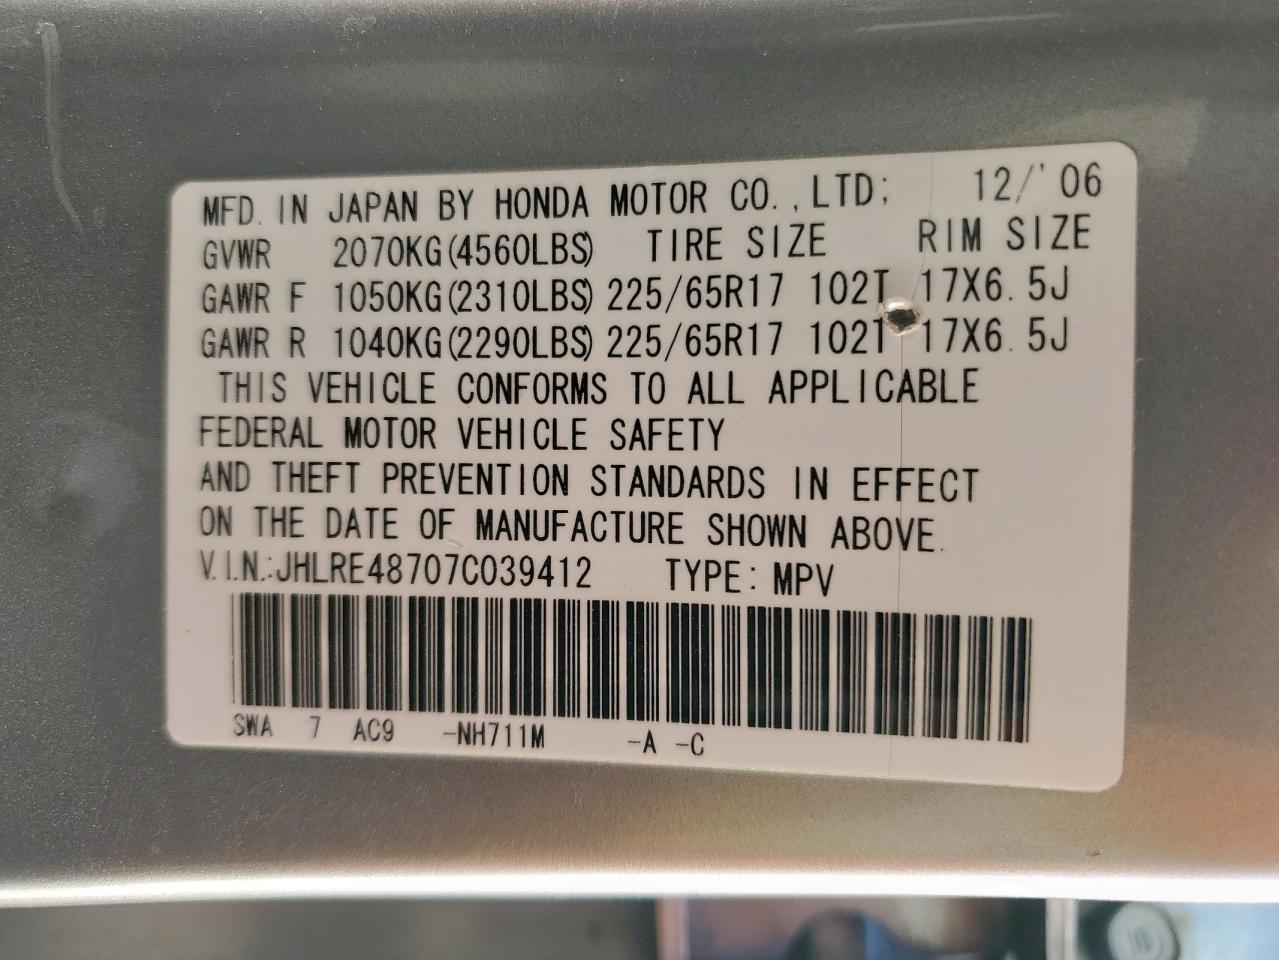 MFD. IN JAPAN BY HONDA MOTOR CO.,LTD; 12/'06
GVWR 2070KG(4560LBS) TIRE SIZE RIM SIZE
GAWR F 1050KG(2310LBS) 225/65R17 102T 17X6.5J
GAWR R 1040KG(2290LBS) 225/65R17 102T 17X6.5J
THIS VEHICLE CONFORMS TO ALL APPLICABLE
FEDERAL MOTOR VEHICLE SAFETY
AND THEFT PREVENTION STANDARDS IN EFFECT
ON THE DATE OF MANUFACTURE SHOWN ABOVE.
V.I.N.:JHLRE48707C039412 TYPE:MPV
SWA 7 AC9 -NH711M -A -C